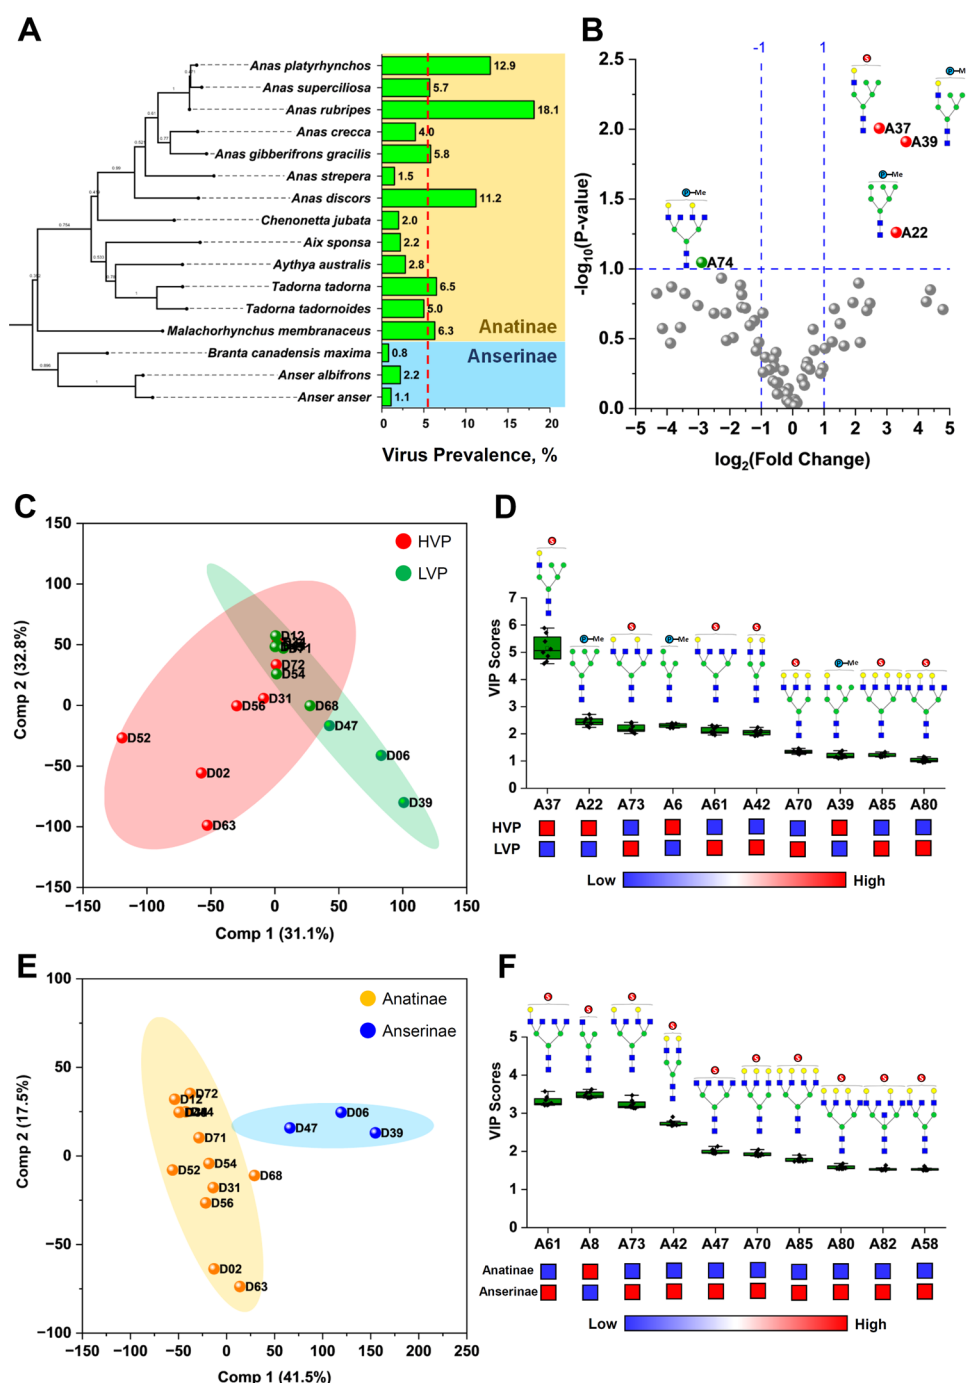 A
Anas platyrhynchos 12.9
Anas superciliosa 5.7
Anas rubripes 18.1
Anas crecca 4.0
Anas gibberifrons gracilis 5.8
Anas strepera 1.5
Anas discors 11.2
Chenonetta jubata 2.0
Aix sponsa 2.2
Aythya australis 2.8
Tadorna tadorna 6.5
Tadorna tadornoides 5.0
Malachorhynchus membranaceus 6.3
Anatinae
Branta canadensis maxima 0.8
Anserinae
Anser albifrons 2.2
Anser anser 1.1
0 5 10 15 20
Virus Prevalence, %
B
-1 1
2.5
2.0
1.5
1.0
0.5
0.0
-log10(P-value)
S
P Me
A37
A39
P Me
A22
P Me
A74
−5 −4 −3 −2 −1 0 1 2 3 4 5
log2(Fold Change)
C
150
100
50
0
−50
−100
−150
Comp 2 (32.8%)
HVP
LVP
D12
D72
D54
D31
D56
D68
D47
D52
D06
D02
D39
D63
−150 −100 −50 0 50 100 150
Comp 1 (31.1%)
D
7
6
5
4
3
2
1
0
VIP Scores
S
P Me S S P Me S S
S P Me S S
A37 A22 A73 A6 A61 A42 A70 A39 A85 A80
HVP
LVP
Low High
E
100
50
0
−50
−100
Comp 2 (17.5%)
Anatinae
Anserinae
D72
D12
D06
D47
D39
D71
D52
D54
D68
D31
D56
D02
D63
−150 −100 −50 0 50 100 150 200 250
Comp 1 (41.5%)
F
5
4
3
2
1
0
VIP Scores
S S S S S S S S S S
A61 A8 A73 A42 A47 A70 A85 A80 A82 A58
Anatinae
Anserinae
Low High